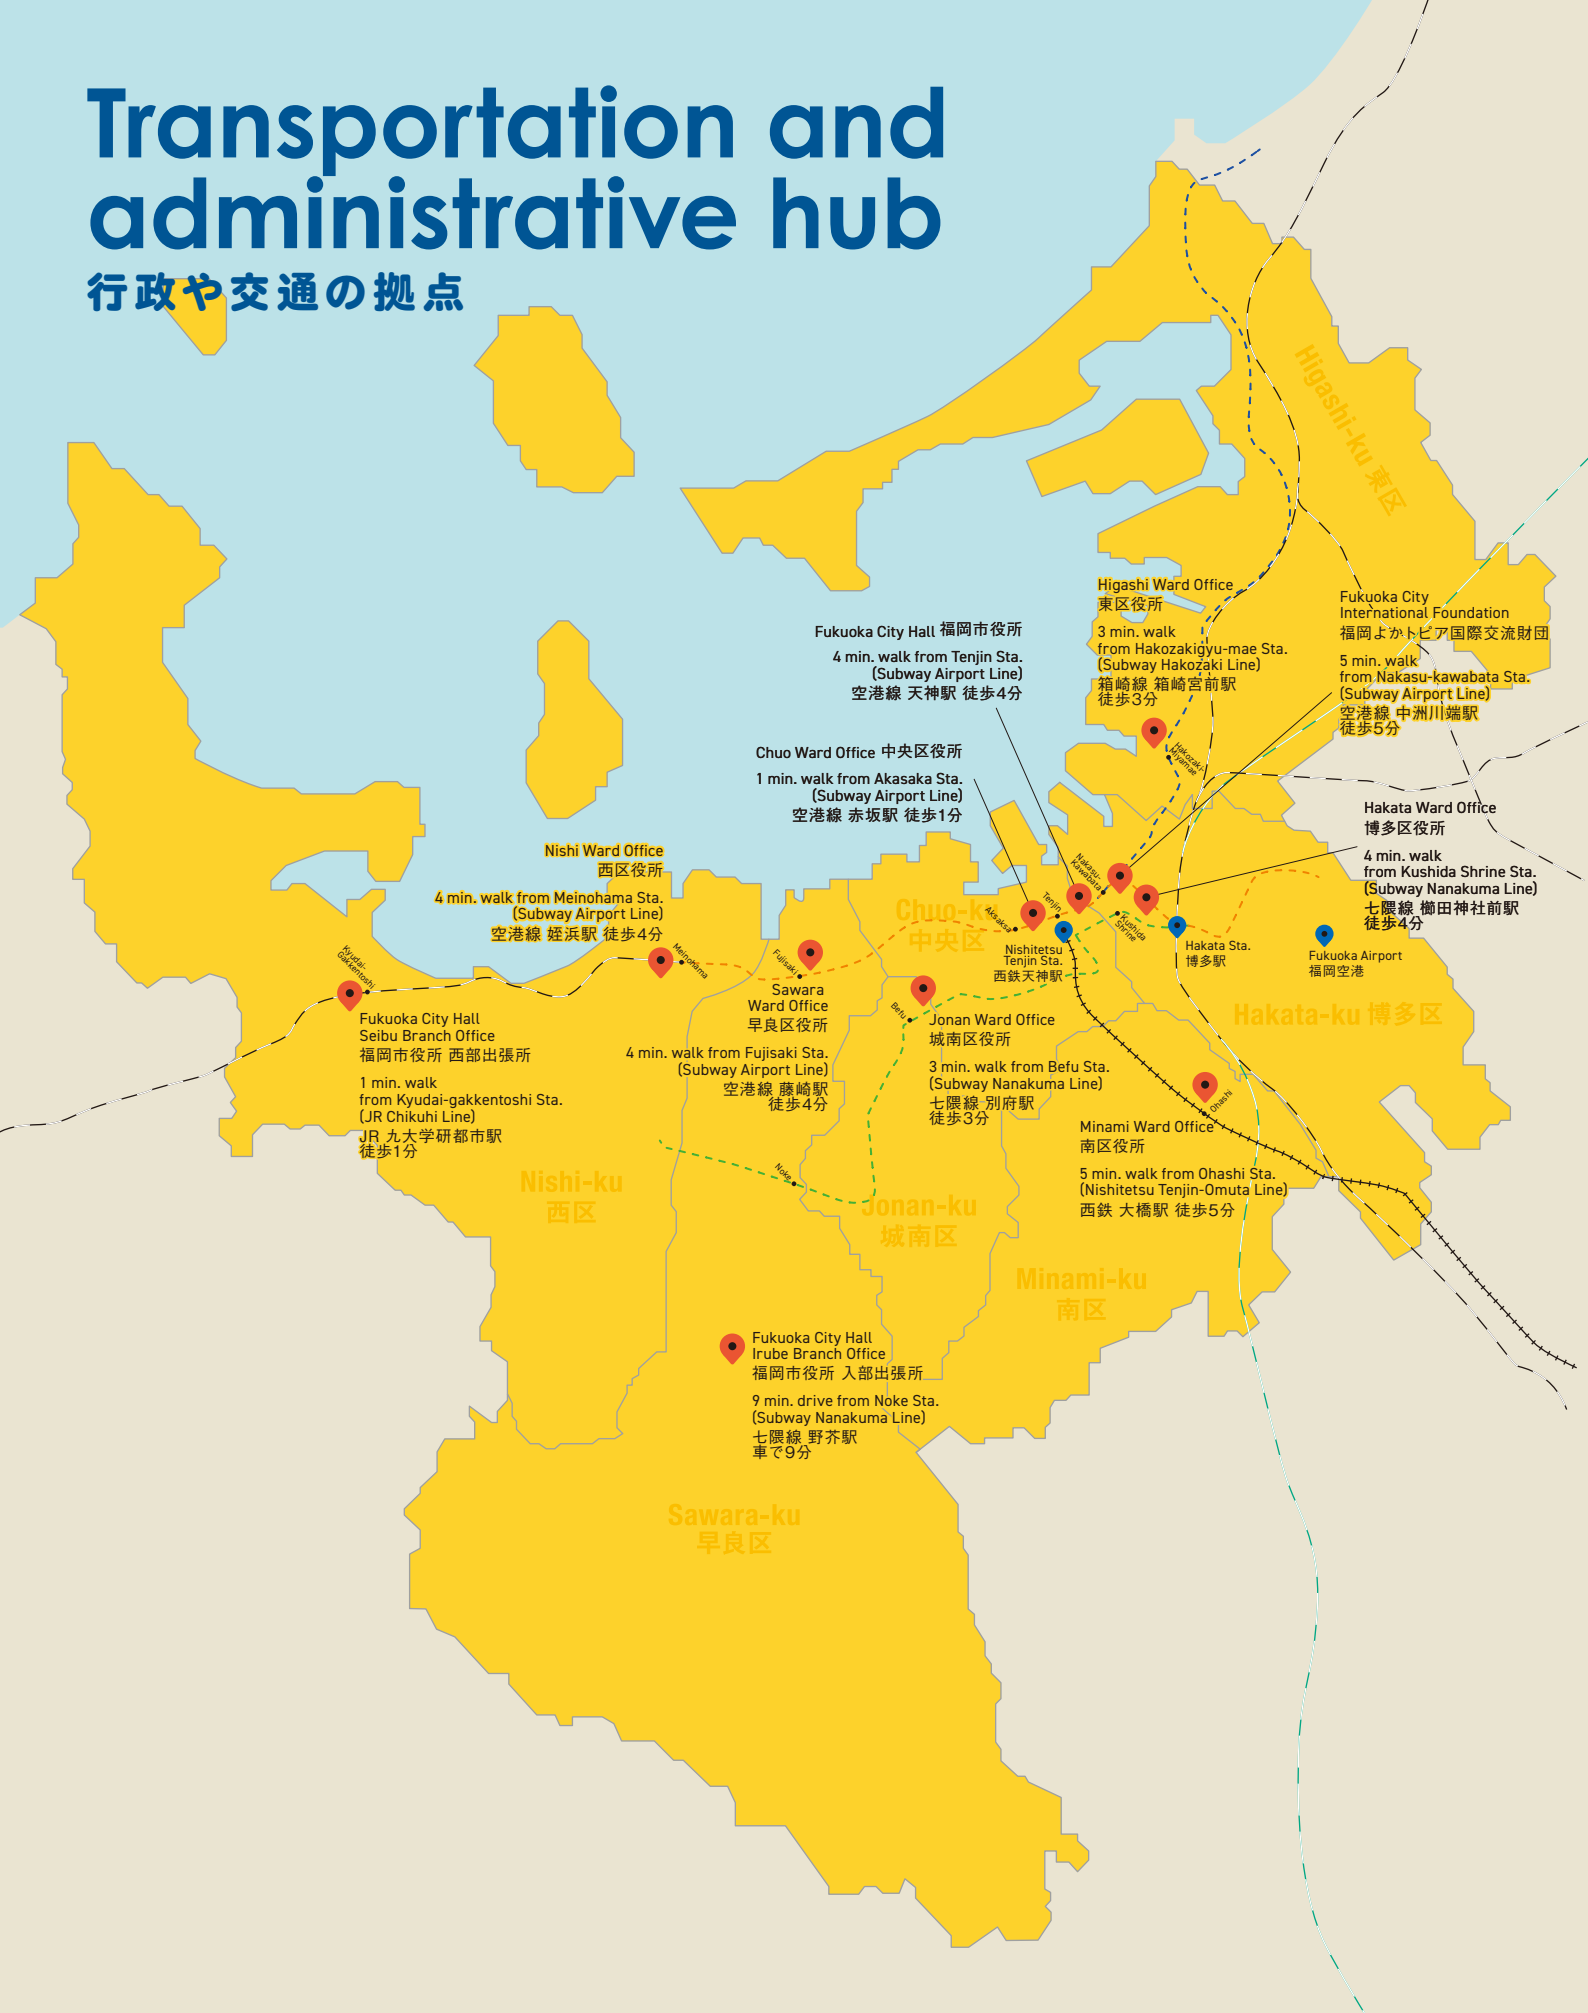 Transportation and
administrative hub
行政や交通の拠点
Higashi-ku 東区
Higashi Ward Office
東区役所
3 min. walk
from Hakozakigyu-mae Sta.
(Subway Hakozaki Line)
箱崎線 箱崎宮前駅
徒歩3分
Fukuoka City
International Foundation
福岡よかトピア国際交流財団
5 min. walk
from Nakasu-kawabata Sta.
(Subway Airport Line)
空港線 中洲川端駅
徒歩5分
Fukuoka City Hall 福岡市役所
4 min. walk from Tenjin Sta.
(Subway Airport Line)
空港線 天神駅 徒歩4分
Chuo Ward Office 中央区役所
1 min. walk from Akasaka Sta.
(Subway Airport Line)
空港線 赤坂駅 徒歩1分
Hakozaki-
Miyamae
Hakata Ward Office
博多区役所
4 min. walk
from Kushida Shrine Sta.
(Subway Nanakuma Line)
七隈線 櫛田神社前駅
徒歩4分
Nishi Ward Office
西区役所
4 min. walk from Meinohama Sta.
(Subway Airport Line)
空港線 姪浜駅 徒歩4分
Nakasu-
Kawabata
Tenjin
Aksaksa
Chuo-ku
中央区
Kushida
Shrine
Nishitetsu
Tenjin Sta.
西鉄天神駅
Hakata Sta.
博多駅
Fukuoka Airport
福岡空港
Kyudai-
Gakkentoshi
Meinohama
Fujisaki
Befu
Hakata-ku 博多区
Fukuoka City Hall
Seibu Branch Office
福岡市役所 西部出張所
1 min. walk
from Kyudai-gakkentoshi Sta.
(JR Chikuhi Line)
JR 九大学研都市駅
徒歩1分
Sawara
Ward Office
早良区役所
4 min. walk from Fujisaki Sta.
(Subway Airport Line)
空港線 藤崎駅
徒歩4分
Jonan Ward Office
城南区役所
3 min. walk from Befu Sta.
(Subway Nanakuma Line)
七隈線 別府駅
徒歩3分
Ohashi
Minami Ward Office
南区役所
5 min. walk from Ohashi Sta.
(Nishitetsu Tenjin-Omuta Line)
西鉄 大橋駅 徒歩5分
Noke
Nishi-ku
西区
Jonan-ku
城南区
Minami-ku
南区
Fukuoka City Hall
Irube Branch Office
福岡市役所 入部出張所
9 min. drive from Noke Sta.
(Subway Nanakuma Line)
七隈線 野芥駅
車で9分
Sawara-ku
早良区